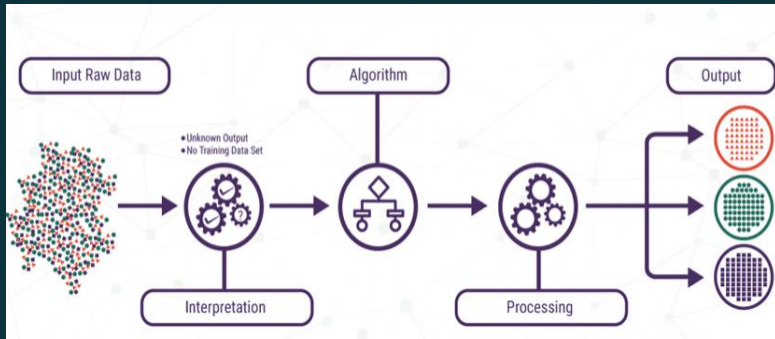 Input Raw Data
Algorithm
Output
• Unknown Output
• No Training Data Set
?
Interpretation
Processing